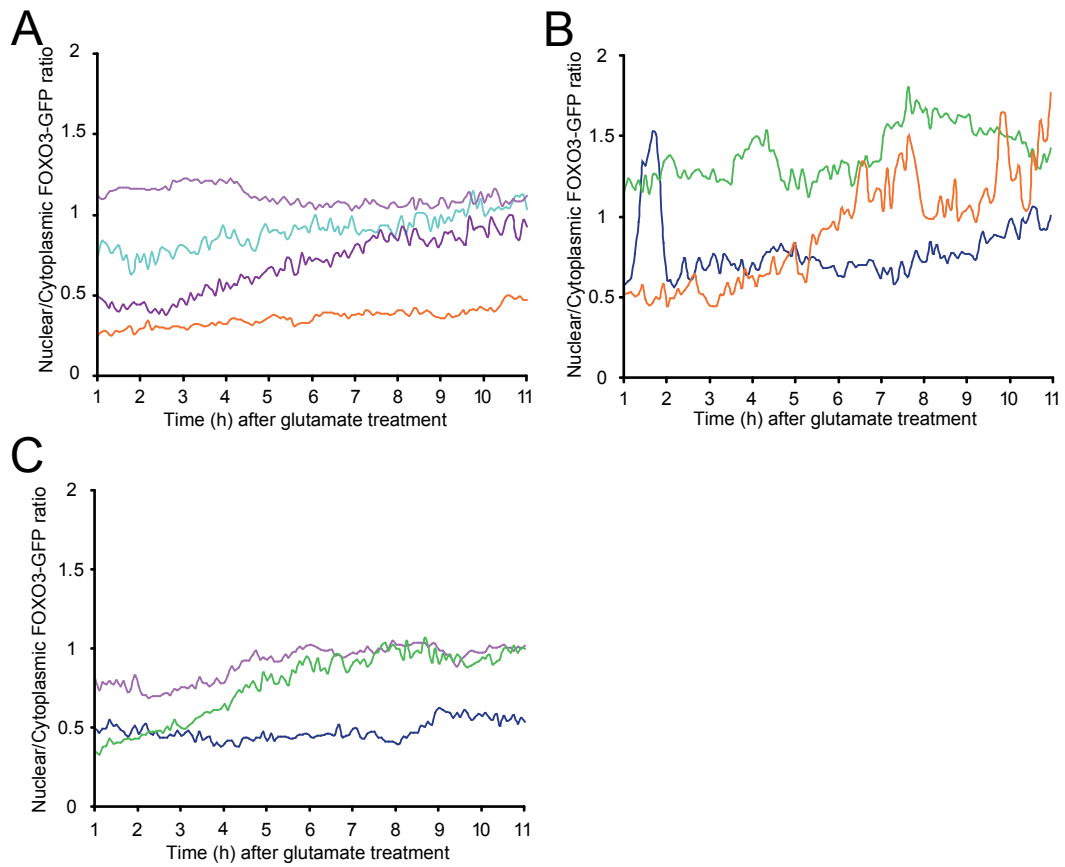 A
Nuclear/Cytoplasmic FOXO3-GFP ratio
2
1.5
1
0.5
0
1 2 3 4 5 6 7 8 9 10 11
Time (h) after glutamate treatment
B
Nuclear/Cytoplasmic FOXO3-GFP ratio
2
1.5
1
0.5
0
1 2 3 4 5 6 7 8 9 10 11
Time (h) after glutamate treatment
C
Nuclear/Cytoplasmic FOXO3-GFP ratio
2
1.5
1
0.5
0
1 2 3 4 5 6 7 8 9 10 11
Time (h) after glutamate treatment